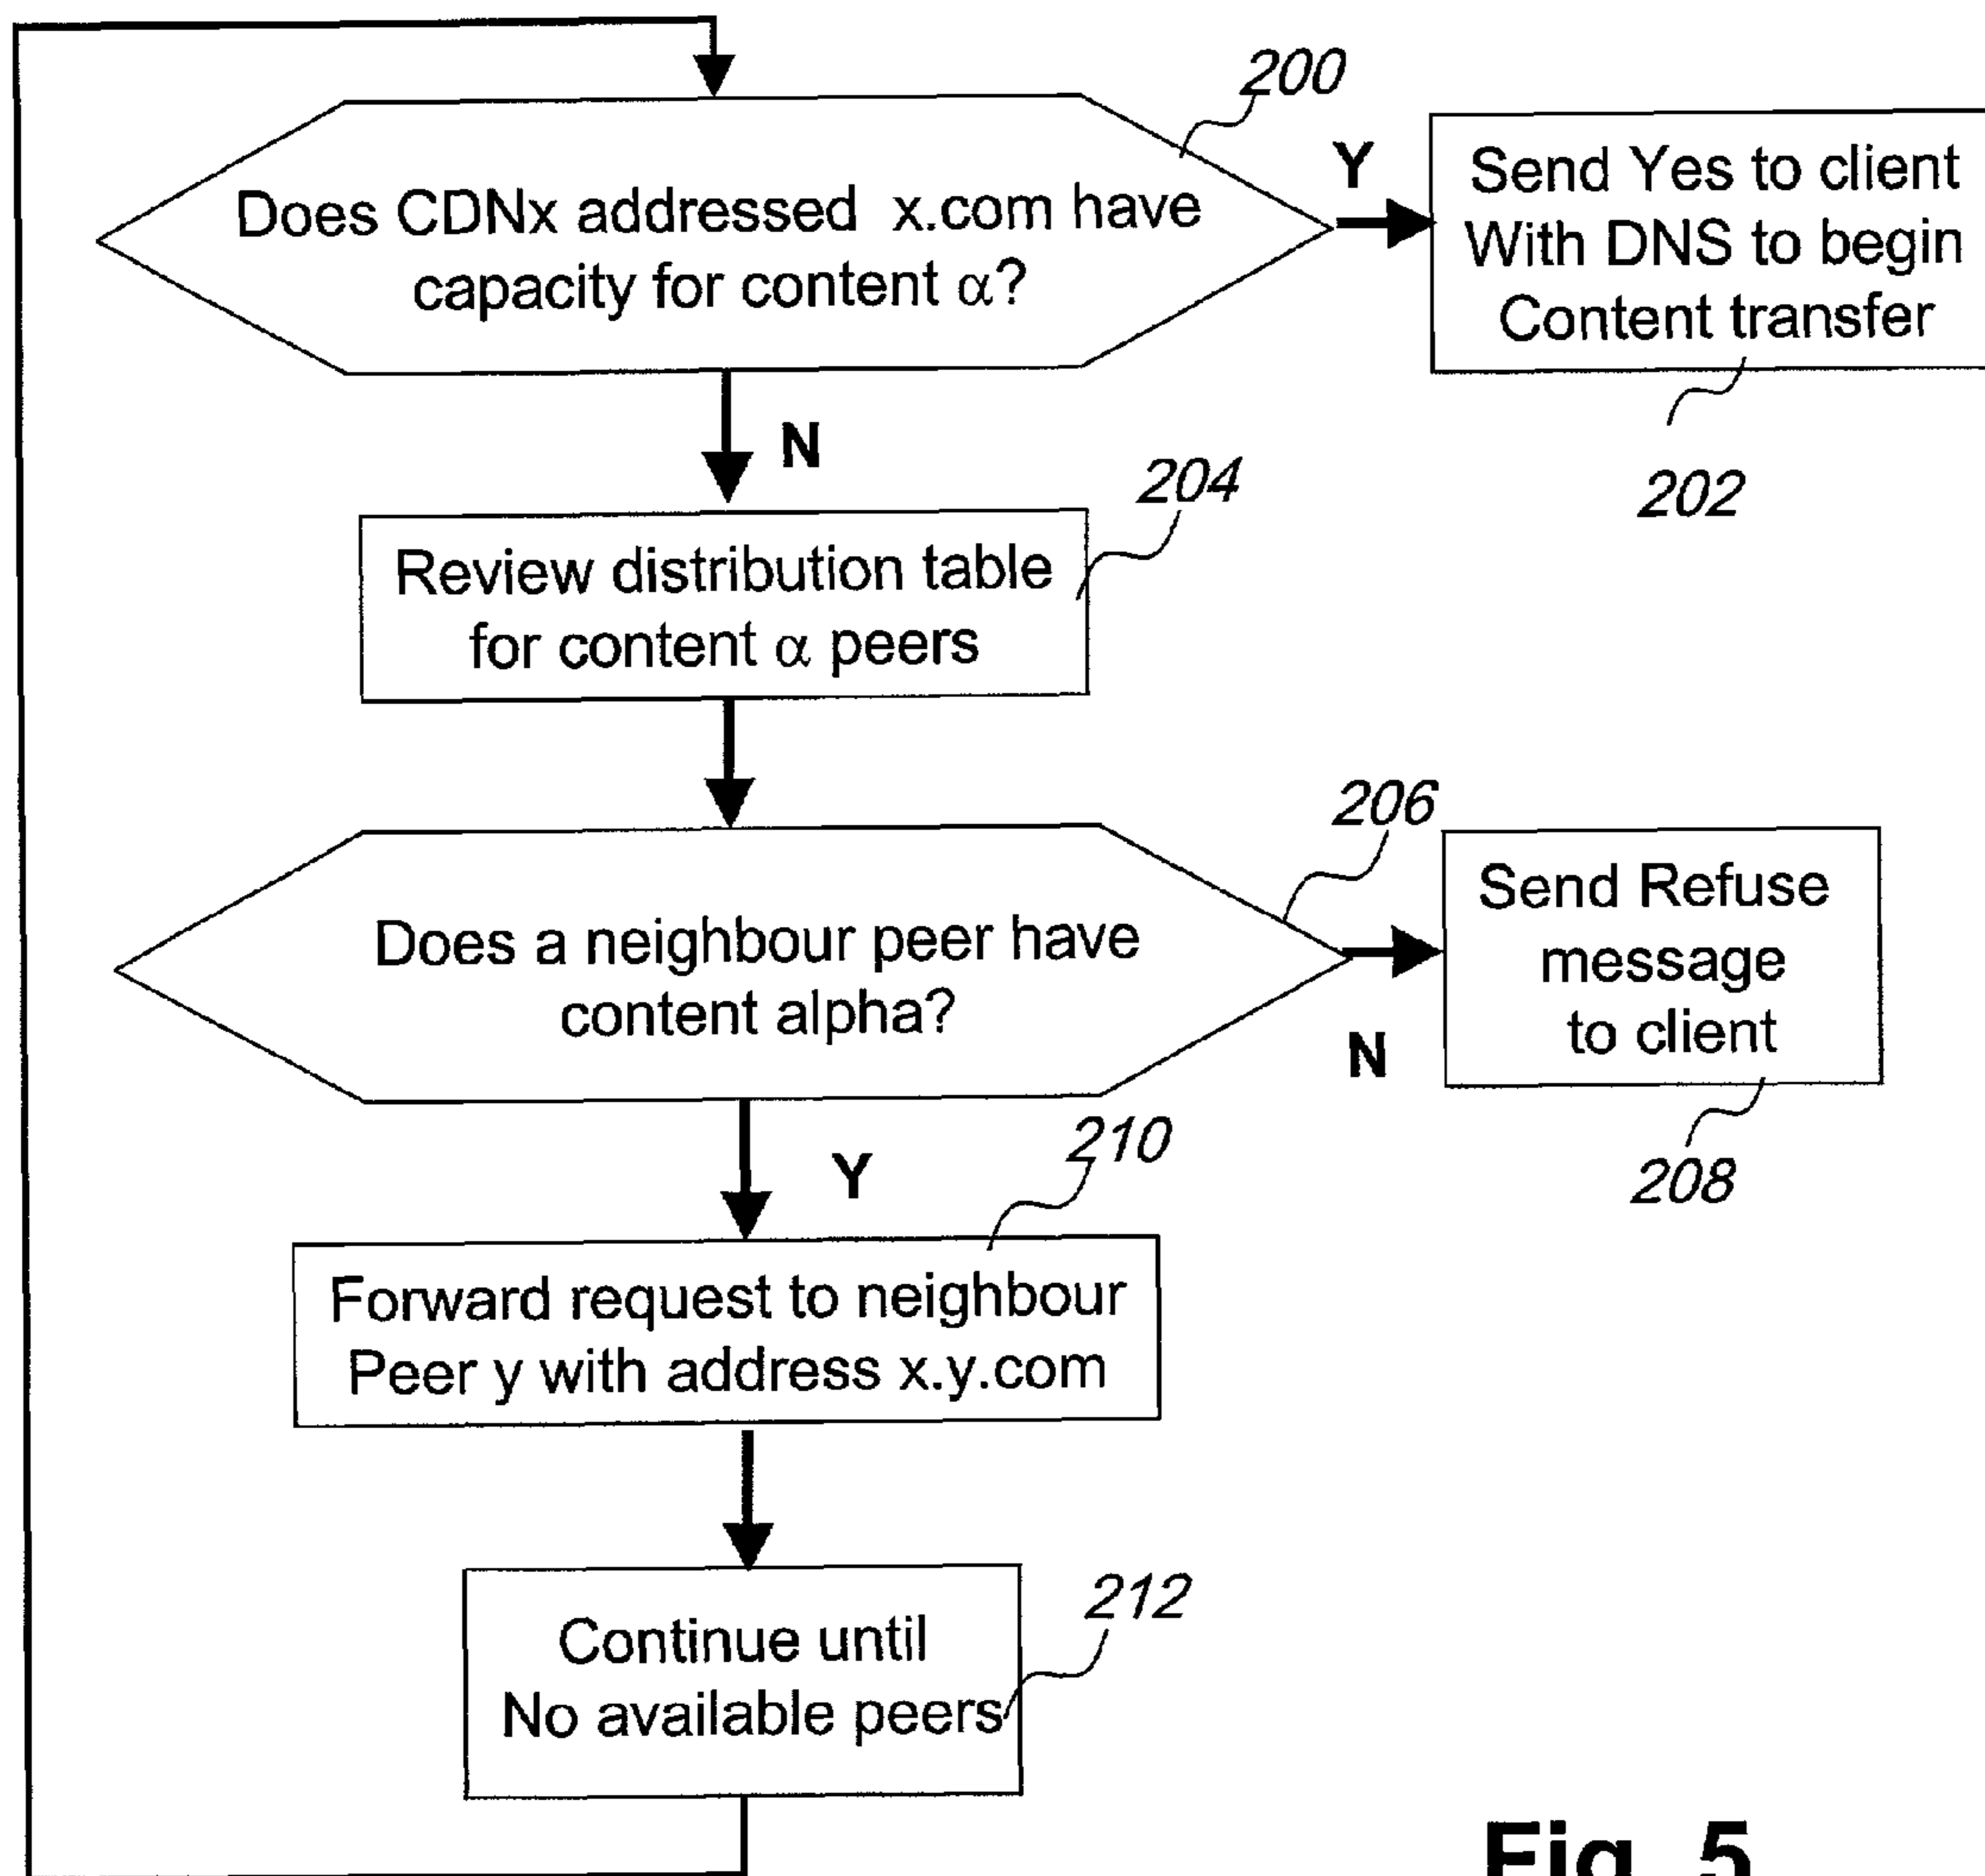 200
Does CDNx addressed x.com have
capacity for content α?
Y
Send Yes to client
With DNS to begin
Content transfer
202
N
204
Review distribution table
for content α peers
206
Does a neighbour peer have
content alpha?
N
Send Refuse
message
to client
208
Y
210
Forward request to neighbour
Peer y with address x.y.com
212
Continue until
No available peers
Fig. 5